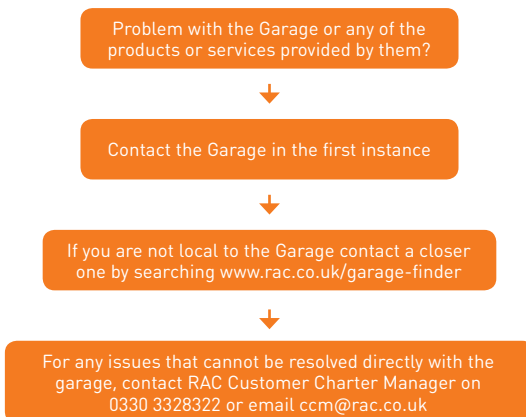 Problem with the Garage or any of the
products or services provided by them?
Contact the Garage in the first instance
If you are not local to the Garage contact a closer
one by searching www.rac.co.uk/garage-finder
For any issues that cannot be resolved directly with the
garage, contact RAC Customer Charter Manager on
0330 3328322 or email ccm@rac.co.uk